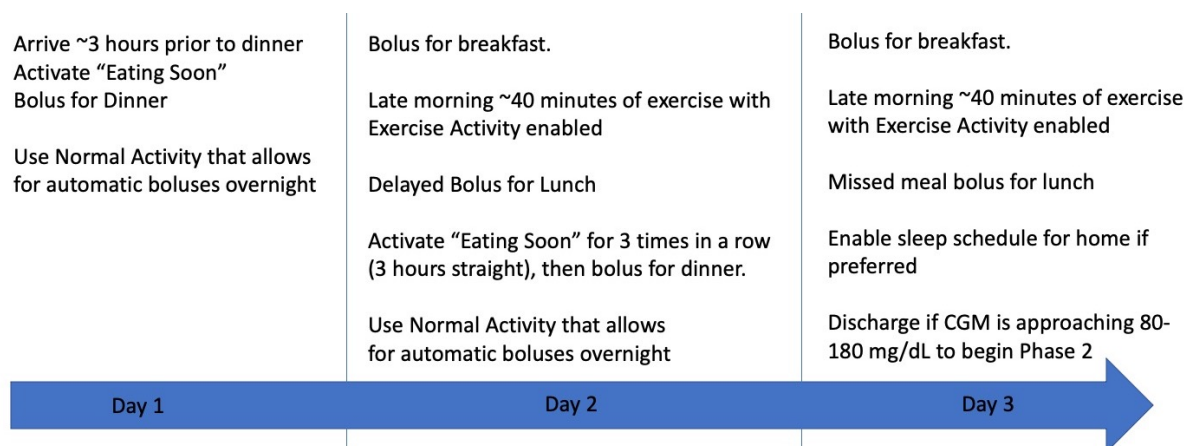 Arrive ~3 hours prior to dinner
Activate “Eating Soon”
Bolus for Dinner
Use Normal Activity that allows
for automatic boluses overnight
Bolus for breakfast.
Late morning ~40 minutes of exercise with
Exercise Activity enabled
Delayed Bolus for Lunch
Activate “Eating Soon” for 3 times in a row
(3 hours straight), then bolus for dinner.
Use Normal Activity that allows
for automatic boluses overnight
Bolus for breakfast.
Late morning ~40 minutes of exercise
with Exercise Activity enabled
Missed meal bolus for lunch
Enable sleep schedule for home if
preferred
Discharge if CGM is approaching 80-
180 mg/dL to begin Phase 2
Day 1
Day 2
Day 3